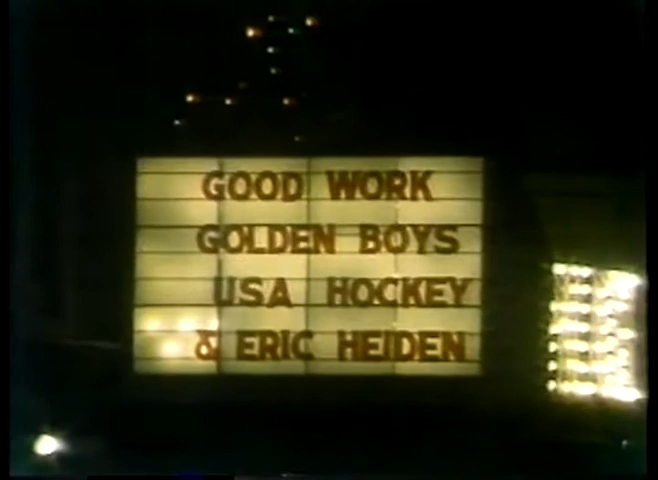 GOOD WORK
GOLDEN BOYS
USA HOCKEY
& ERIC HEIDEN